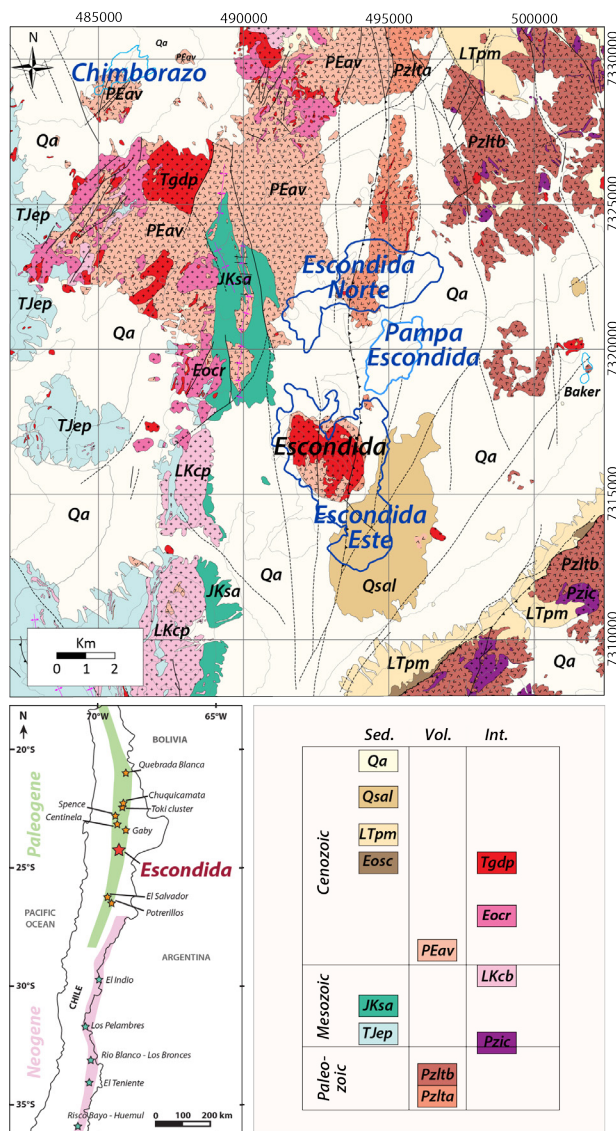 485000
490000
495000
500000
N
Qa
PEav
Chimborazo
PEav
PEav
Pzlta
LTpm
7330000
Qa
Tgdp
PEav
Pzltb
7325000
TJep
PEav
JKsa
Escondida
Norte
TJep
Qa
Qa
Pampa
Escondida
7320000
Eocr
Baker
TJep
LKcp
Escondida
Qa
7315000
Qa
Escondida
Este
Qa
Qsal
JKsa
Pzltb
Pzic
LTpm
LKcp
LTpm
Qa
7310000
Km
0 1 2
N
70°W
65°W
20°S
BOLIVIA
Quebrada Blanca
Paleogene
Chuquicamata
Spence
Toki cluster
Centinela
Gaby
Escondida
25°S
El Salvador
Potrerillos
PACIFIC
OCEAN
ARGENTINA
30°S
CHILE
El Indio
Neogene
Los Pelambres
Rio Blanco - Los Bronces
El Teniente
35°S
Risco Bayo - Huemul
0 100 200 km
Sed. Vol. Int.
Cenozoic
Qa
Qsal
LTpm
Eosc
Tgdp
Eocr
PEav
Mesozoic
LKcb
JKsa
TJep
Pzic
Paleo-
zoic
Pzltb
Pzlta